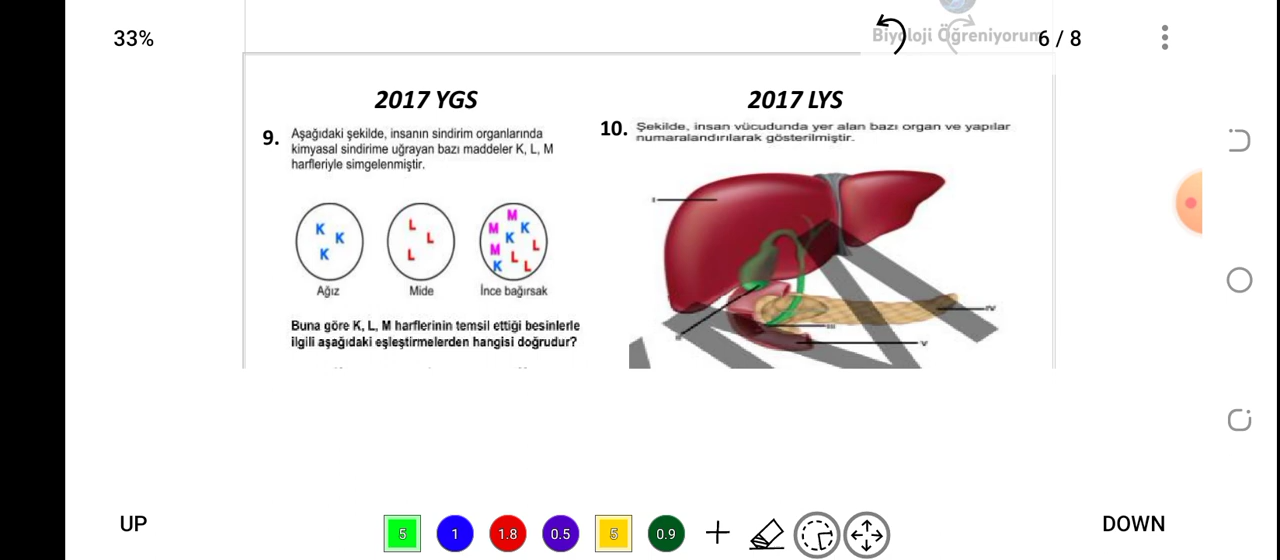 33%
Biyoloji Öğreniyorum
6 / 8
2017 YGS
9. Aşağıdaki şekilde, insanın sindirim organlarında
kimyasal sindirime uğrayan bazı maddeler K, L, M
harfleriyle simgelenmiştir.
K K K
L L L
M M K K M L L K L
Ağız Mide İnce bağırsak
Buna göre K, L, M harflerinin temsil ettiği besinlerle
ilgili aşağıdaki eşleştirmelerden hangisi doğrudur?
2017 LYS
10. Şekilde, insan vücudunda yer alan bazı organ ve yapılar
numaralandırılarak gösterilmiştir.
I
II
III
IV
V
UP
5 1 1.8 0.5 5 0.9
DOWN